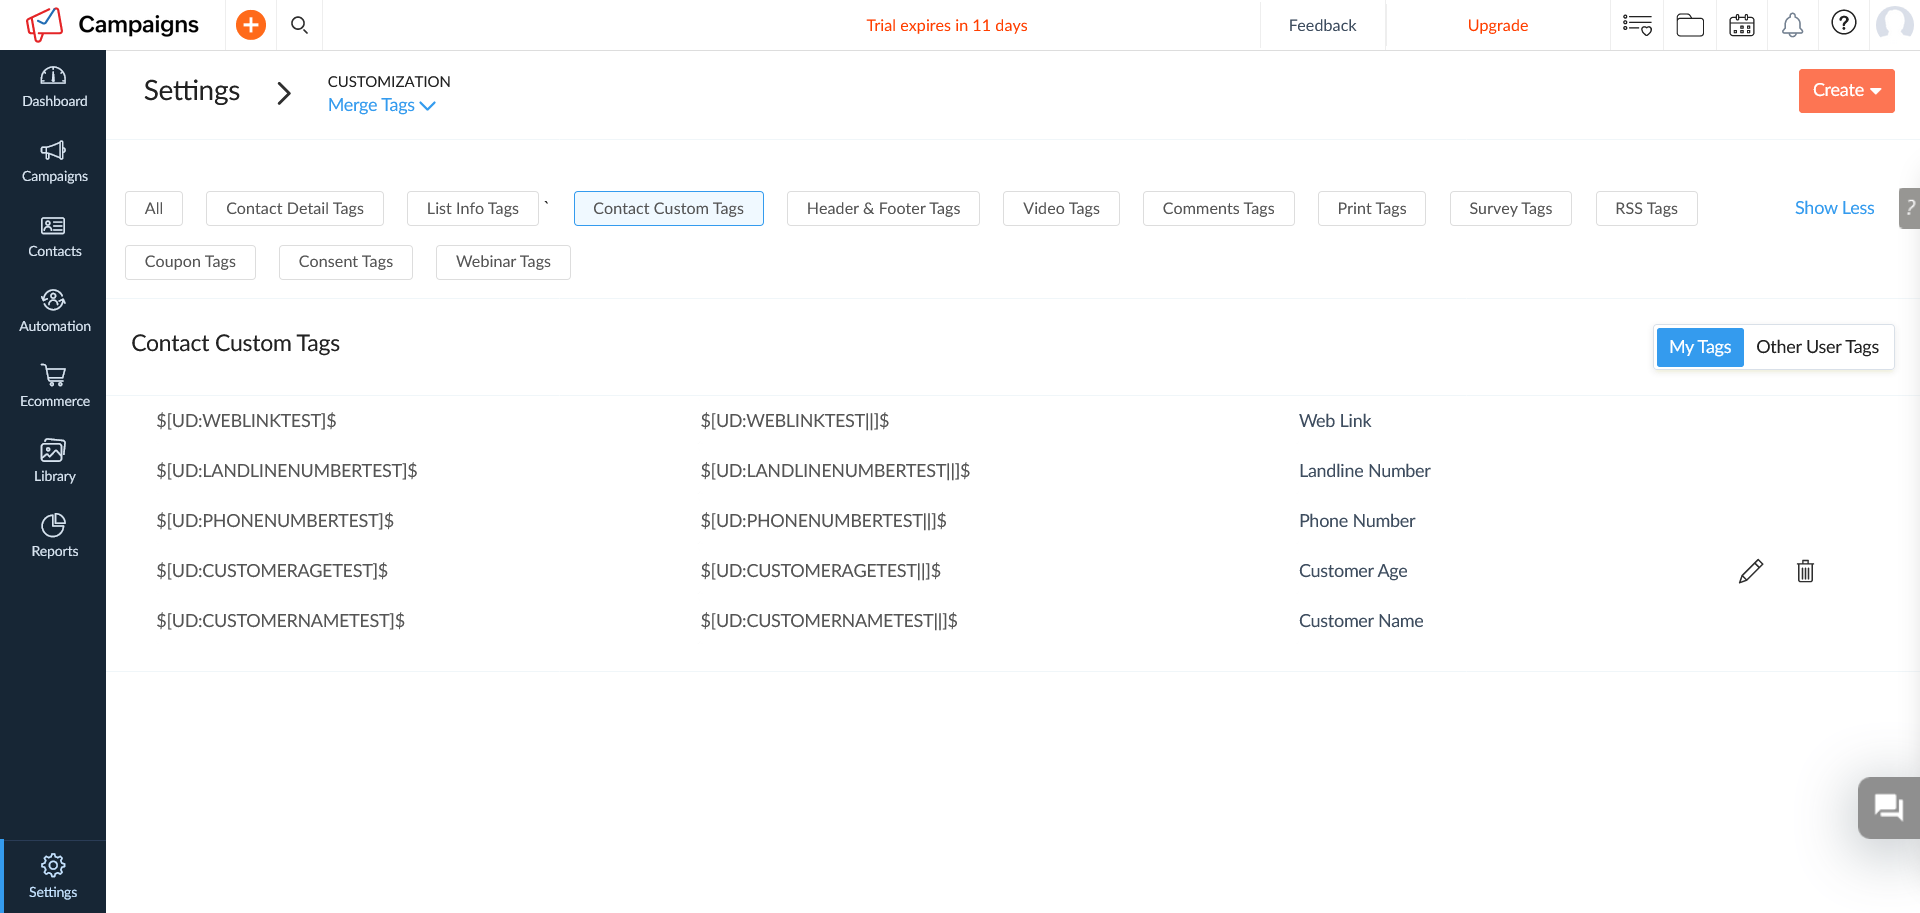 Campaigns
Trial expires in 11 days
Feedback
Upgrade
Dashboard
Campaigns
Contacts
Automation
Ecommerce
Library
Reports
Settings
Settings
CUSTOMIZATION
Merge Tags
Create
All
Contact Detail Tags
List Info Tags
`
Contact Custom Tags
Header & Footer Tags
Video Tags
Comments Tags
Print Tags
Survey Tags
RSS Tags
Show Less
?
Coupon Tags
Consent Tags
Webinar Tags
Contact Custom Tags
My Tags
Other User Tags
$[UD:WEBLINKTEST]$ $[UD:WEBLINKTEST||]$ Web Link
$[UD:LANDLINENUMBERTEST]$ $[UD:LANDLINENUMBERTEST||]$ Landline Number
$[UD:PHONENUMBERTEST]$ $[UD:PHONENUMBERTEST||]$ Phone Number
$[UD:CUSTOMERAGETEST]$ $[UD:CUSTOMERAGETEST||]$ Customer Age
$[UD:CUSTOMERNAMETEST]$ $[UD:CUSTOMERNAMETEST||]$ Customer Name